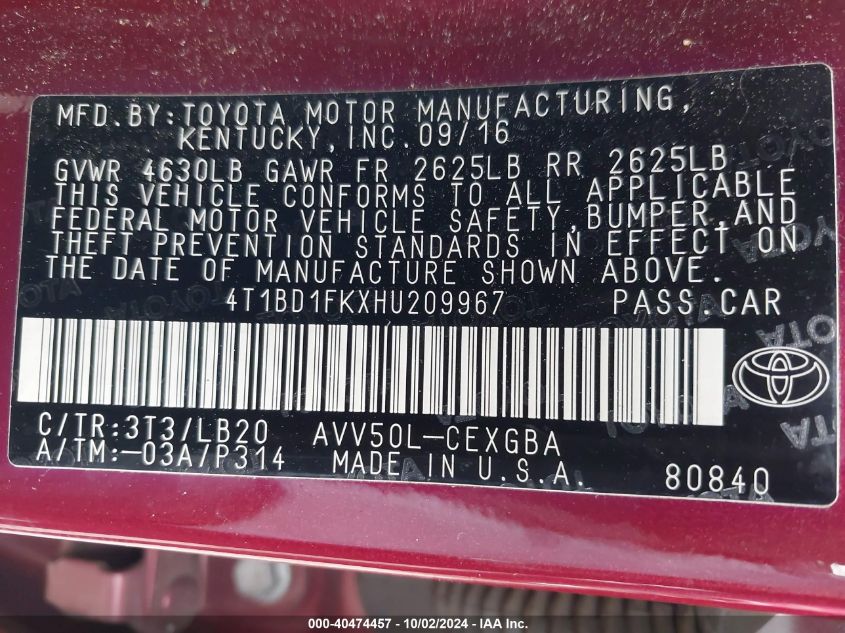 MFD.BY:TOYOTA MOTOR MANUFACTURING,
KENTUCKY,INC.09/16
GVWR 4630LB GAWR FR 2625LB RR 2625LB
THIS VEHICLE CONFORMS TO ALL APPLICABLE
FEDERAL MOTOR VEHICLE SAFETY,BUMPER,AND
THEFT PREVENTION STANDARDS IN EFFECT ON
THE DATE OF MANUFACTURE SHOWN ABOVE.
4T1BD1FKXHU209967 PASS.CAR
C/TR:3T3/LB20 AVV50L-CEXGBA
A/TM:-03A/P314 MADE IN U.S.A. 80840
000-40474457 - 10/02/2024 - IAAI.com